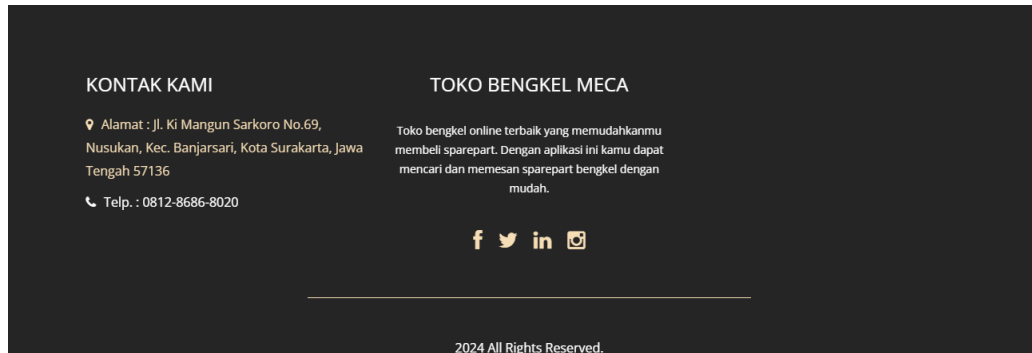 KONTAK KAMI
Alamat : Jl. Ki Mangun Sarkoro No.69,
Nusukan, Kec. Banjarsari, Kota Surakarta, Jawa
Tengah 57136
Telp. : 0812-8686-8020
TOKO BENGKEL MECA
Toko bengkel online terbaik yang memudahkanmu
membeli sparepart. Dengan aplikasi ini kamu dapat
mencari dan memesan sparepart bengkel dengan
mudah.
2024 All Rights Reserved.